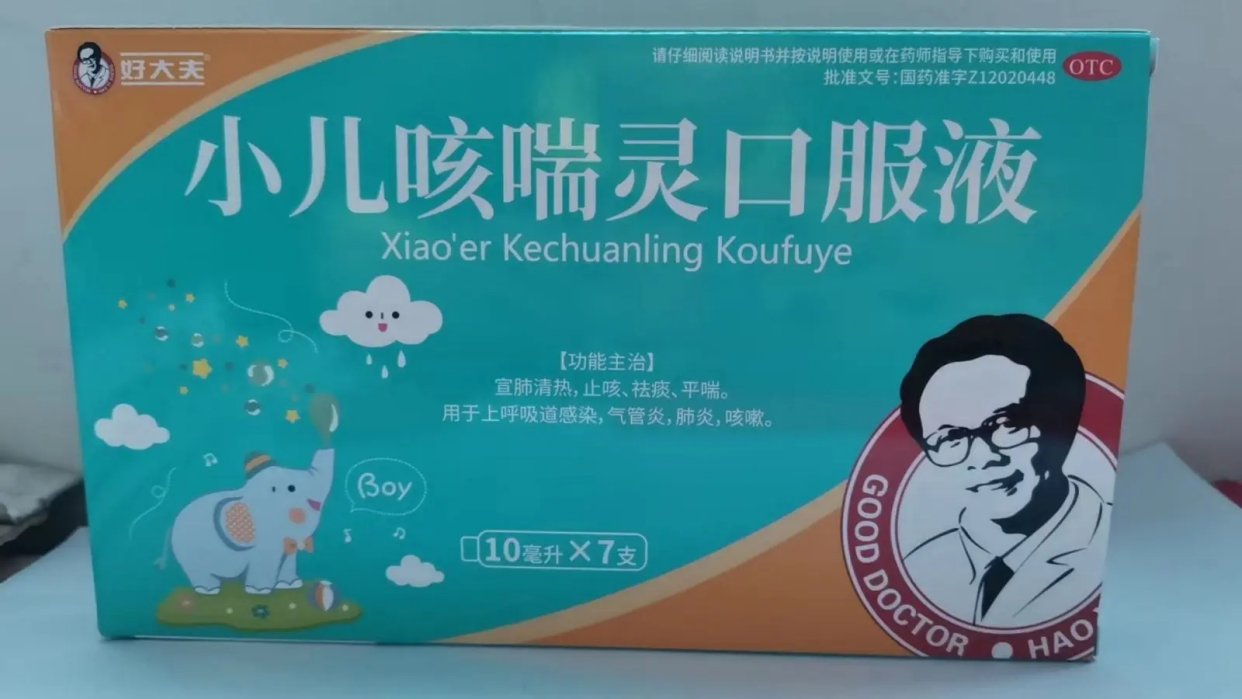 好大夫
请仔细阅读说明书并按说明使用或在药师指导下购买和使用
批准文号:国药准字Z12020448
OTC
小儿咳喘灵口服液
Xiao'er Kechuanling Koufuye
【功能主治】
宣肺清热,止咳、祛痰、平喘。
用于上呼吸道感染,气管炎,肺炎,咳嗽。
Boy
10毫升×7支
GOOD DOCTOR HAO